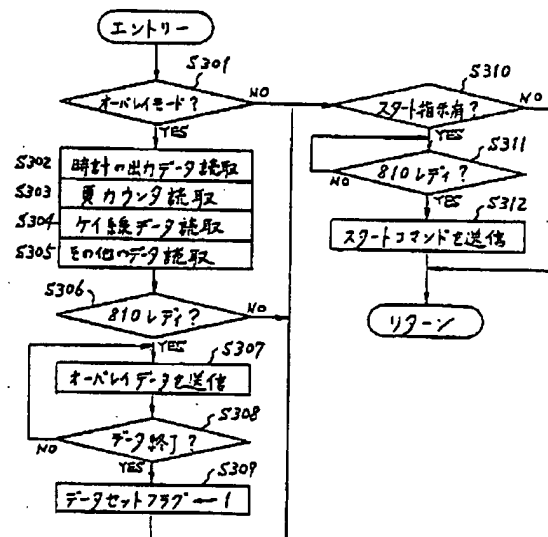 エントリー
S301
オーバレイモード?
NO
YES
S302
時計の出力データ読取
S303
頁カウンタ読取
S304
ケイ線データ読取
S305
その他のデータ読取
S306
810レディ?
NO
YES
S307
オーバレイデータを送信
S308
データ終了?
NO
YES
S309
データセットフラグ←1
S310
スタート指示有?
NO
YES
S311
810レディ?
NO
YES
S312
スタートコマンドを送信
リターン